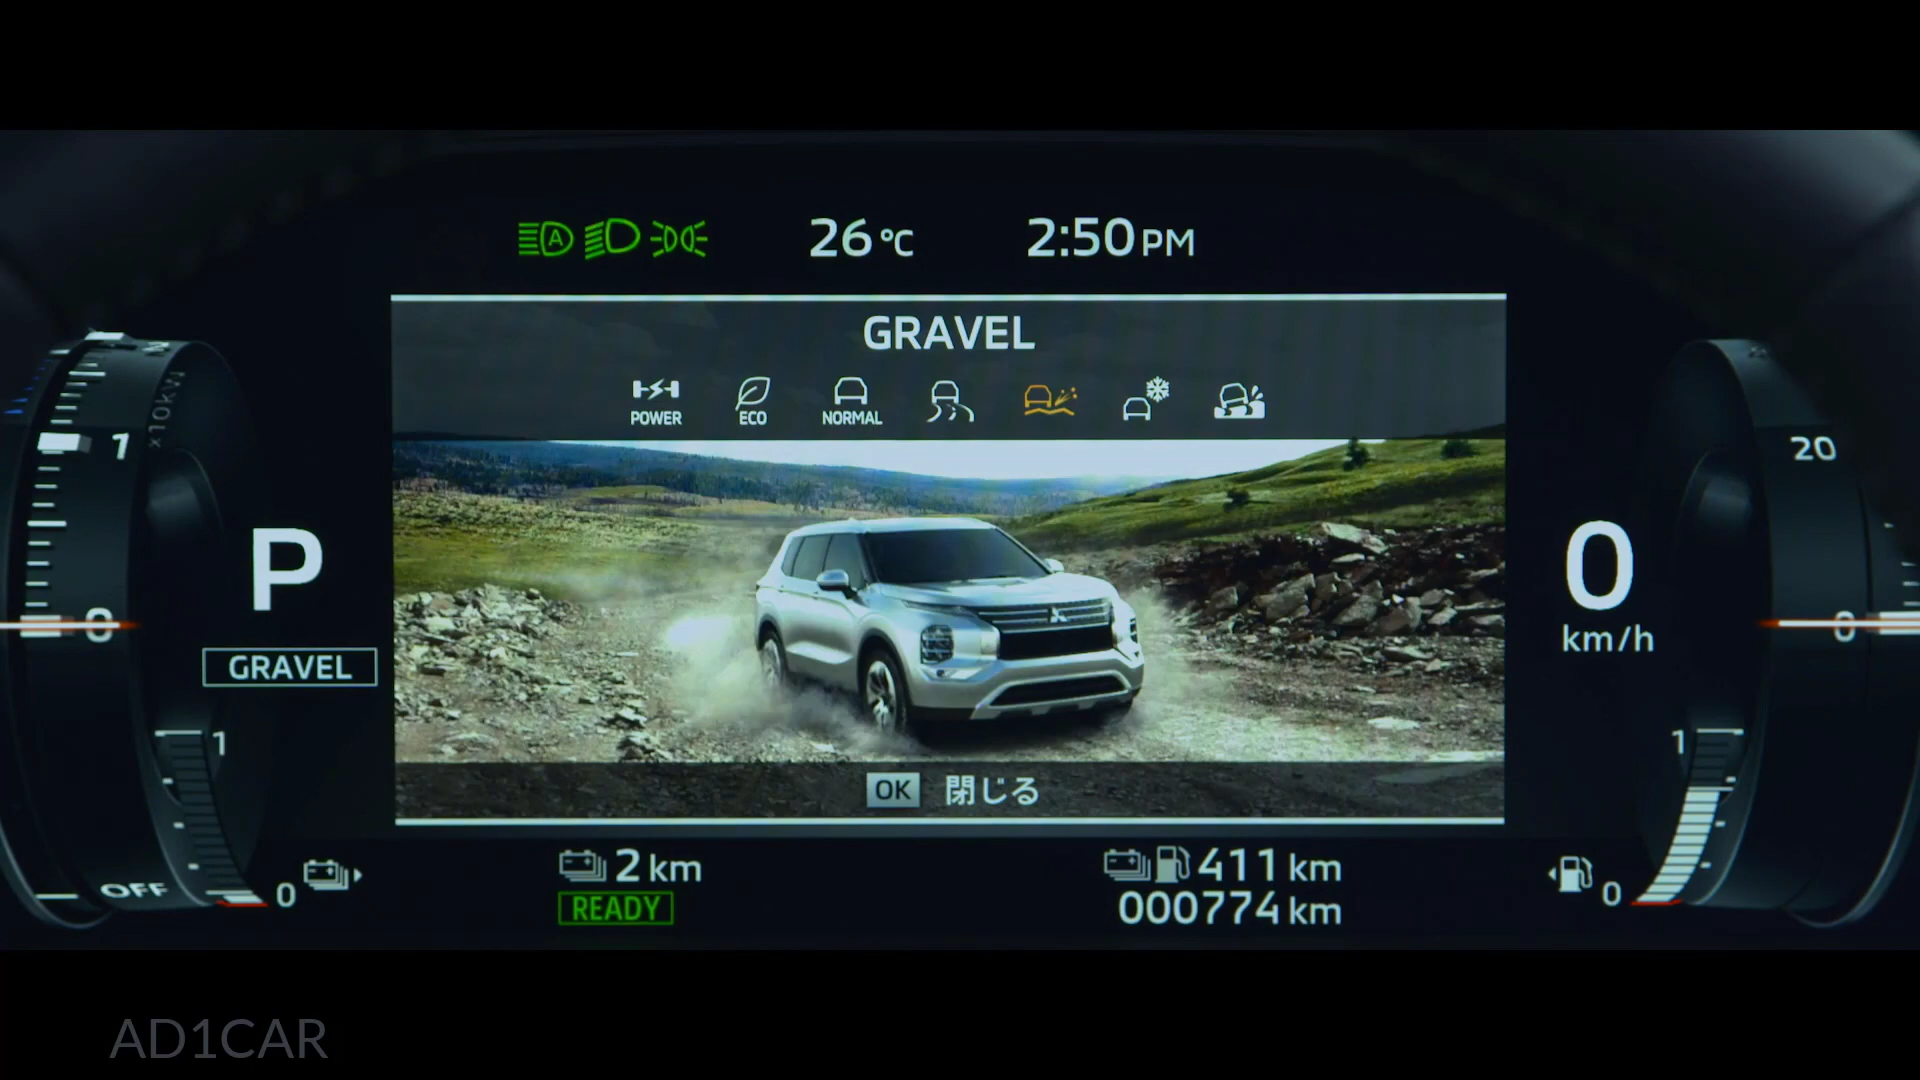 26°C 2:50PM
GRAVEL
POWER ECO NORMAL
x10kW
1
20
P
0
km/h
0
0
GRAVEL
1
1
OK 閉じる
OFF
0
2 km
411 km
0
READY
000774 km
AD1CAR